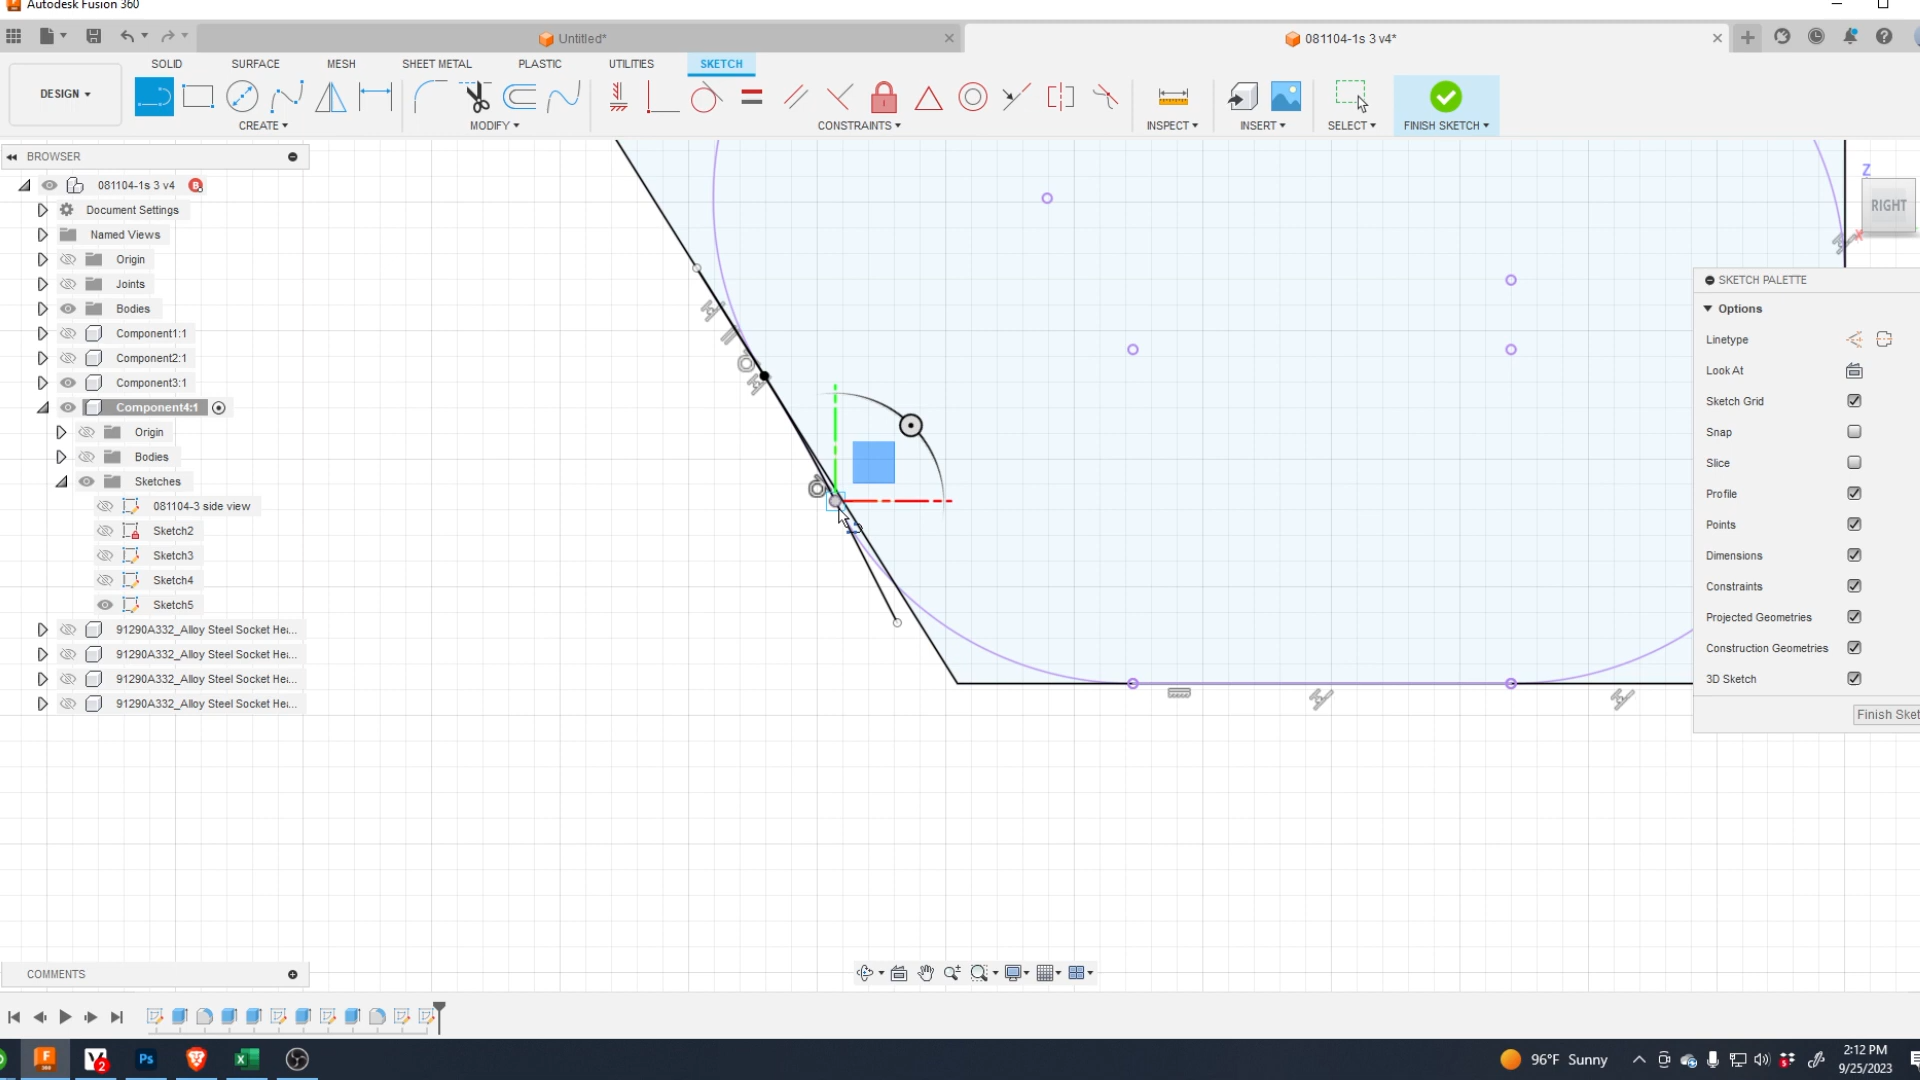 Autodesk Fusion 360
Untitled*
081104-1s 3 v4*
SOLID
SURFACE
MESH
SHEET METAL
PLASTIC
UTILITIES
SKETCH
DESIGN
CREATE
MODIFY
CONSTRAINTS
INSPECT
INSERT
SELECT
FINISH SKETCH
BROWSER
081104-1s 3 v4
Document Settings
Named Views
Origin
Joints
Bodies
Component1:1
Component2:1
Component3:1
Component4:1
Origin
Bodies
Sketches
081104-3 side view
Sketch2
Sketch3
Sketch4
Sketch5
91290A332_Alloy Steel Socket He...
91290A332_Alloy Steel Socket He...
91290A332_Alloy Steel Socket He...
91290A332_Alloy Steel Socket He...
Z
RIGHT
X
SKETCH PALETTE
Options
Linetype
Look At
Sketch Grid
Snap
Slice
Profile
Points
Dimensions
Constraints
Projected Geometries
Construction Geometries
3D Sketch
Finish Sket
COMMENTS
F
360
2
Ps
96°F Sunny
2:12 PM
9/25/2023